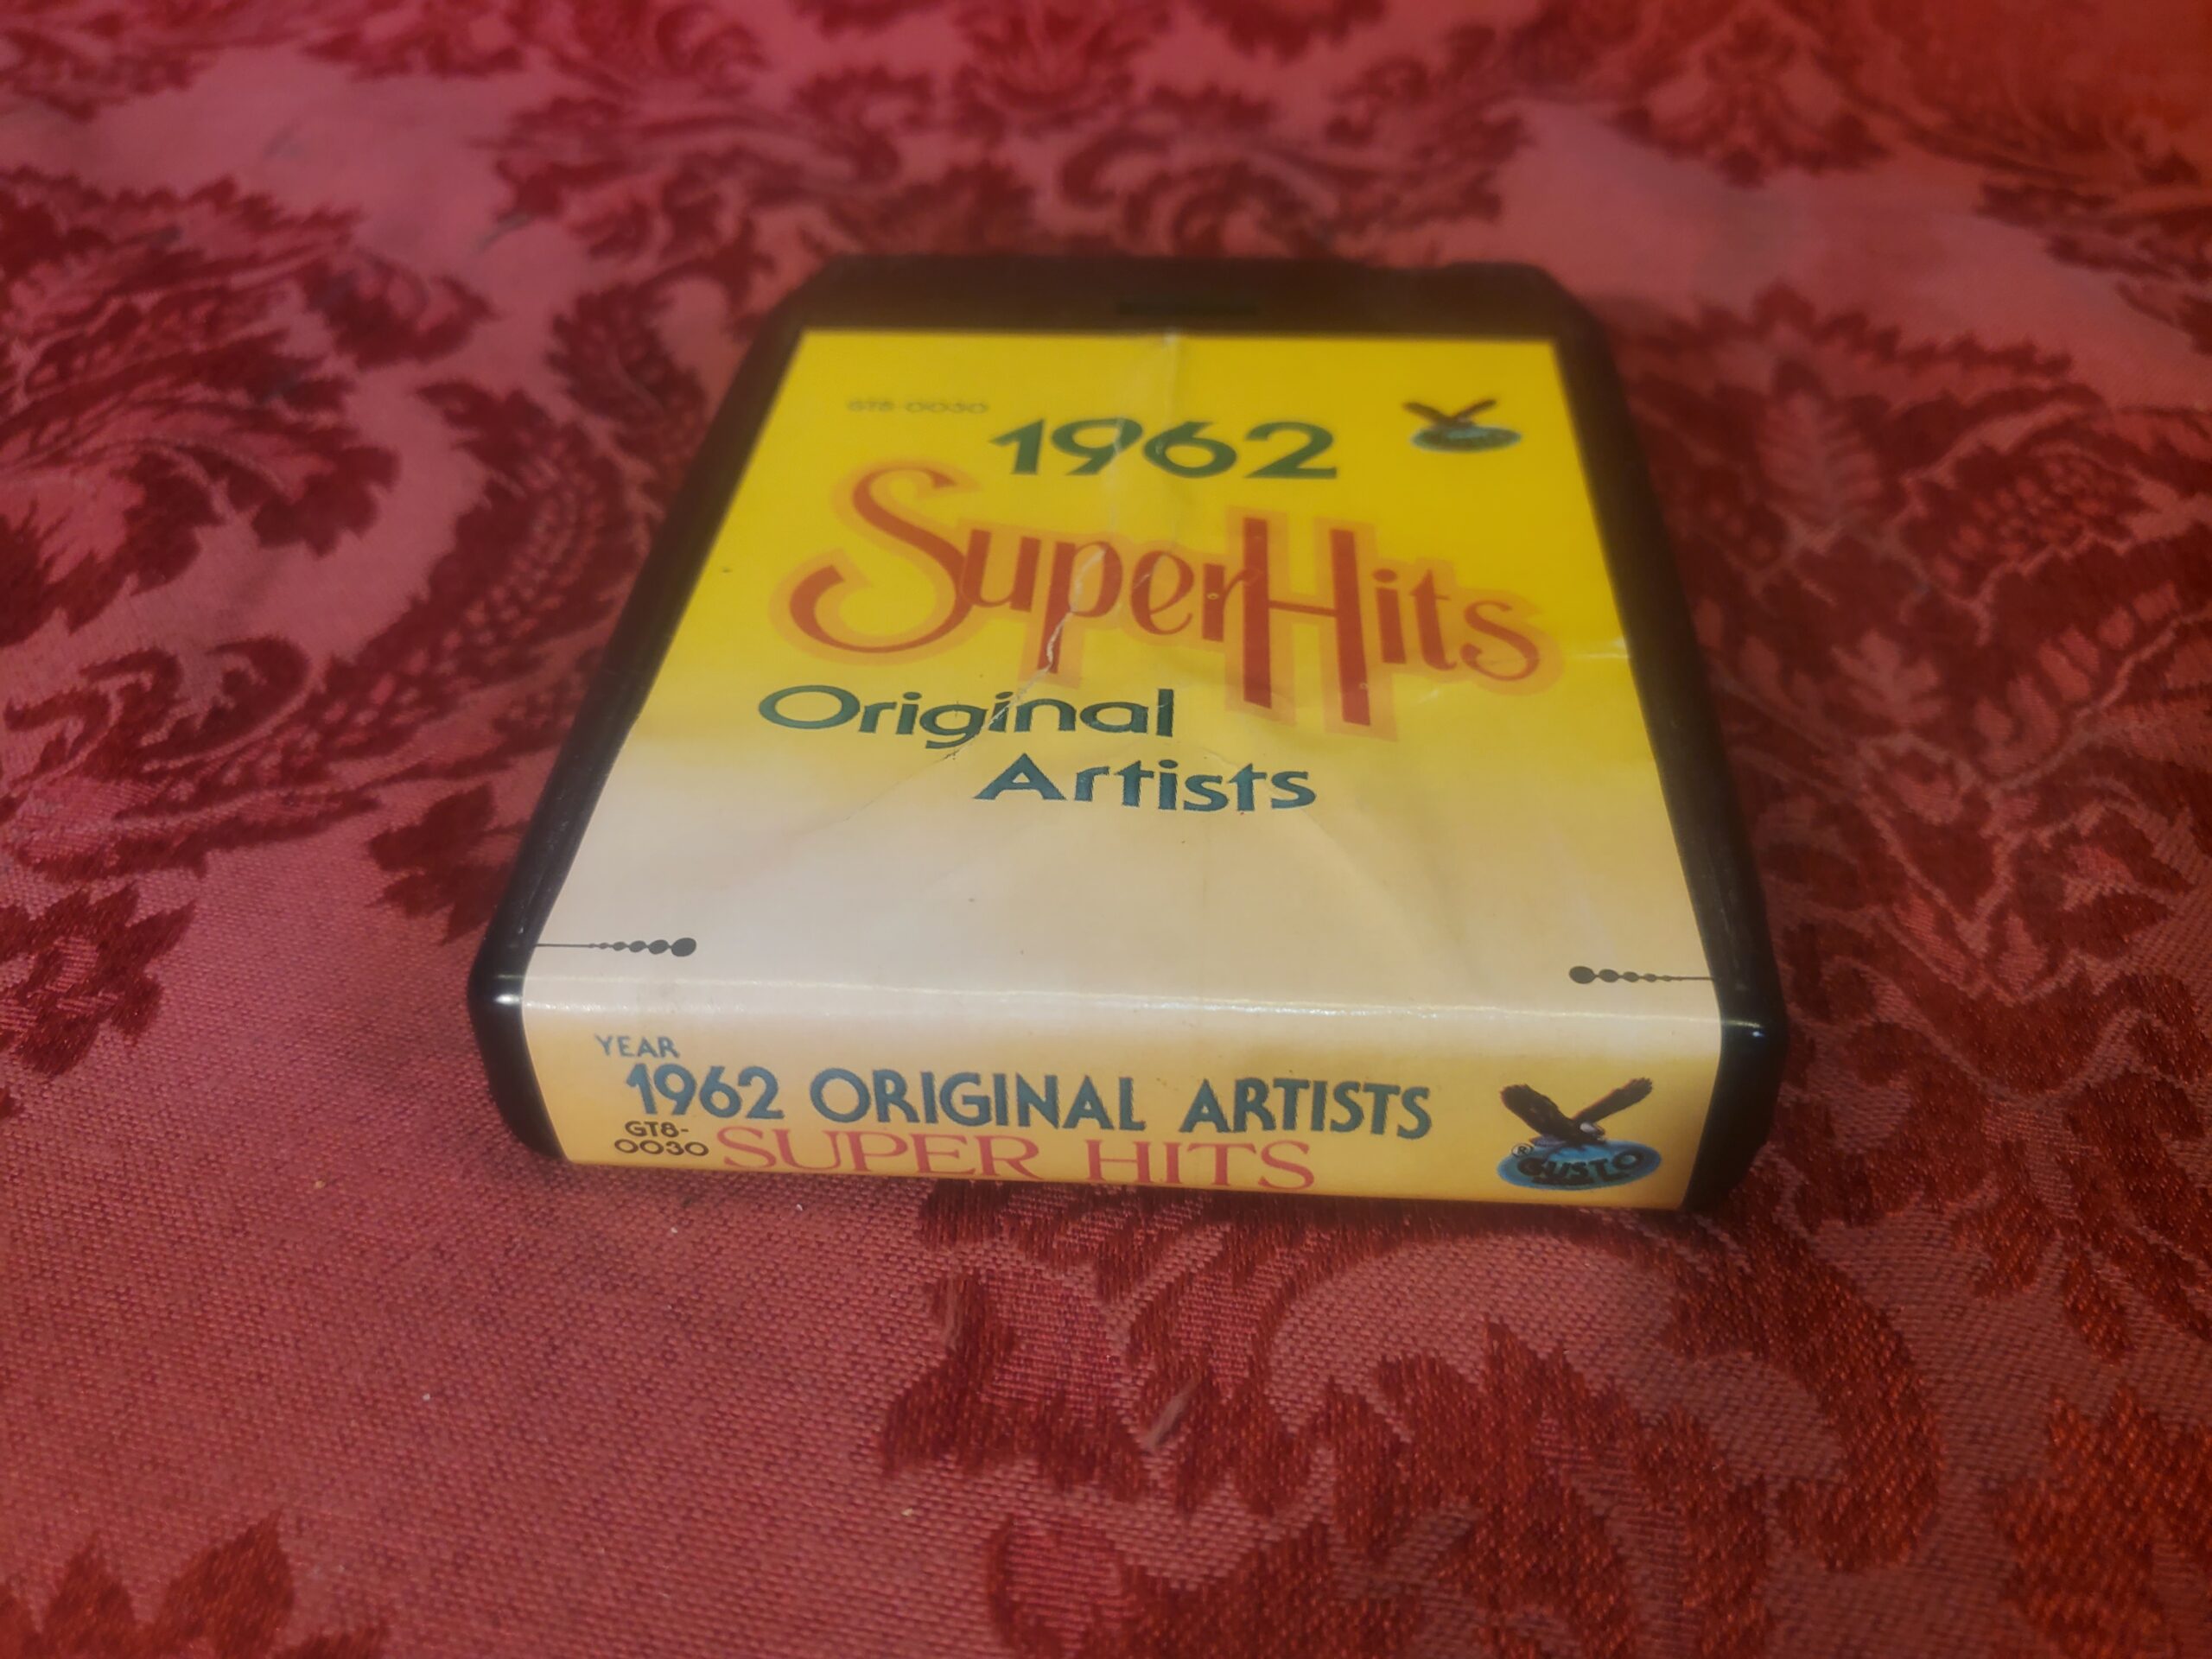 GT8-0030
1962
SuperHits
Original
Artists
YEAR
1962 ORIGINAL ARTISTS
GT8-
0030 SUPER HITS
® GUSTO